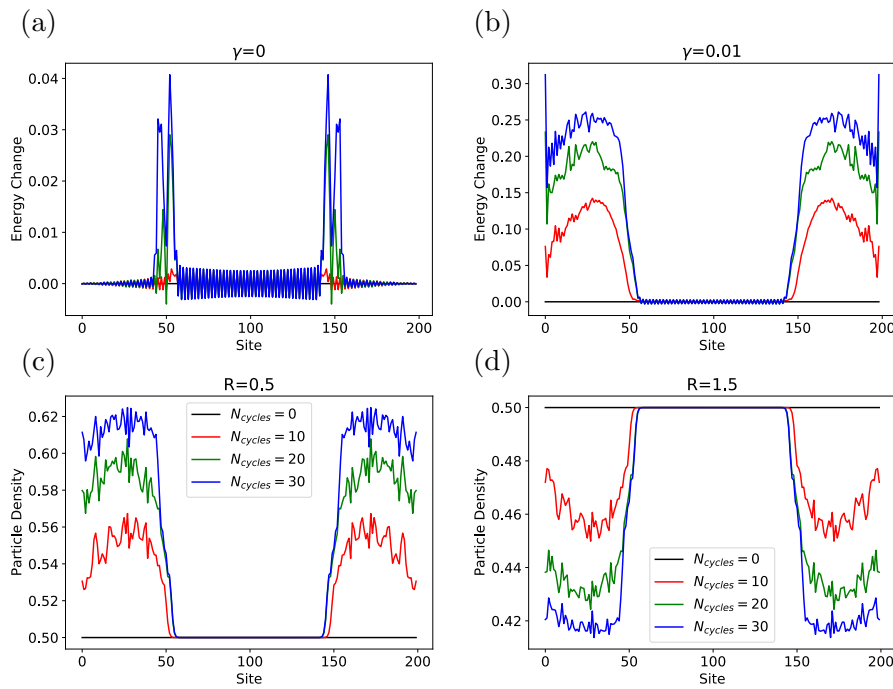 (a)
γ=0
Energy Change
0.04
0.03
0.02
0.01
0.00
0 50 100 150 200
Site
(b)
γ=0.01
Energy Change
0.30
0.25
0.20
0.15
0.10
0.05
0.00
0 50 100 150 200
Site
(c)
R=0.5
Particle Density
0.62
0.60
0.58
0.56
0.54
0.52
0.50
N_cycles = 0
N_cycles = 10
N_cycles = 20
N_cycles = 30
0 50 100 150 200
Site
(d)
R=1.5
Particle Density
0.50
0.48
0.46
0.44
0.42
N_cycles = 0
N_cycles = 10
N_cycles = 20
N_cycles = 30
0 50 100 150 200
Site